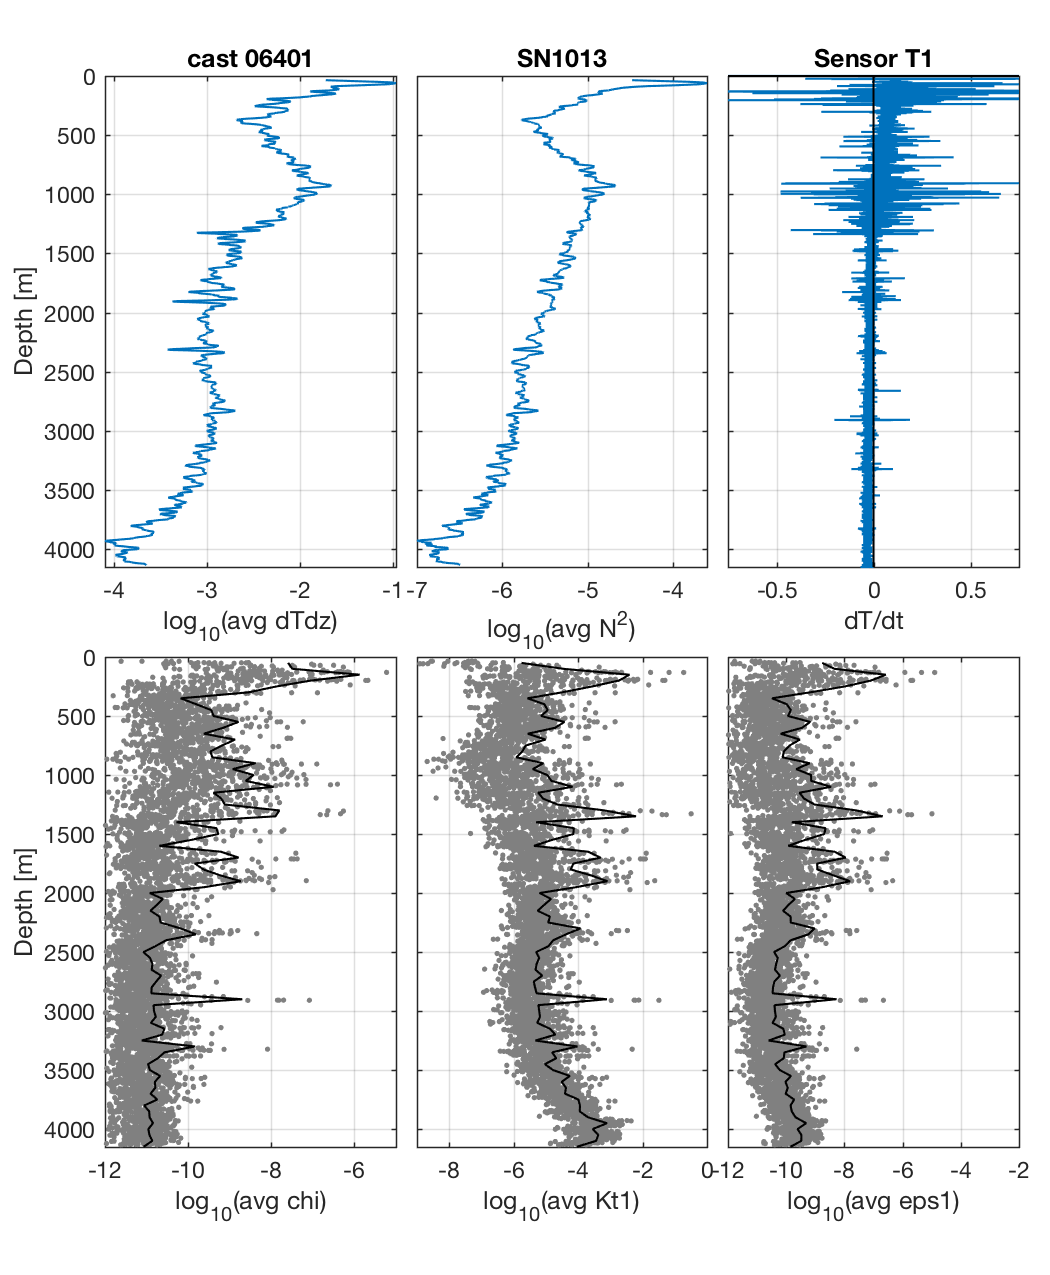 cast 06401 SN1013 Sensor T1
0
500
1000
1500
2000
2500
3000
3500
4000
Depth [m]
-4 -3 -2 -1 -7 -6 -5 -4 -0.5 0 0.5
log10(avg dTdz) log10(avg N2) dT/dt
0
500
1000
1500
2000
2500
3000
3500
4000
Depth [m]
-12 -10 -8 -6 -8 -6 -4 -2 0 -12 -10 -8 -6 -4 -2
log10(avg chi) log10(avg Kt1) log10(avg eps1)